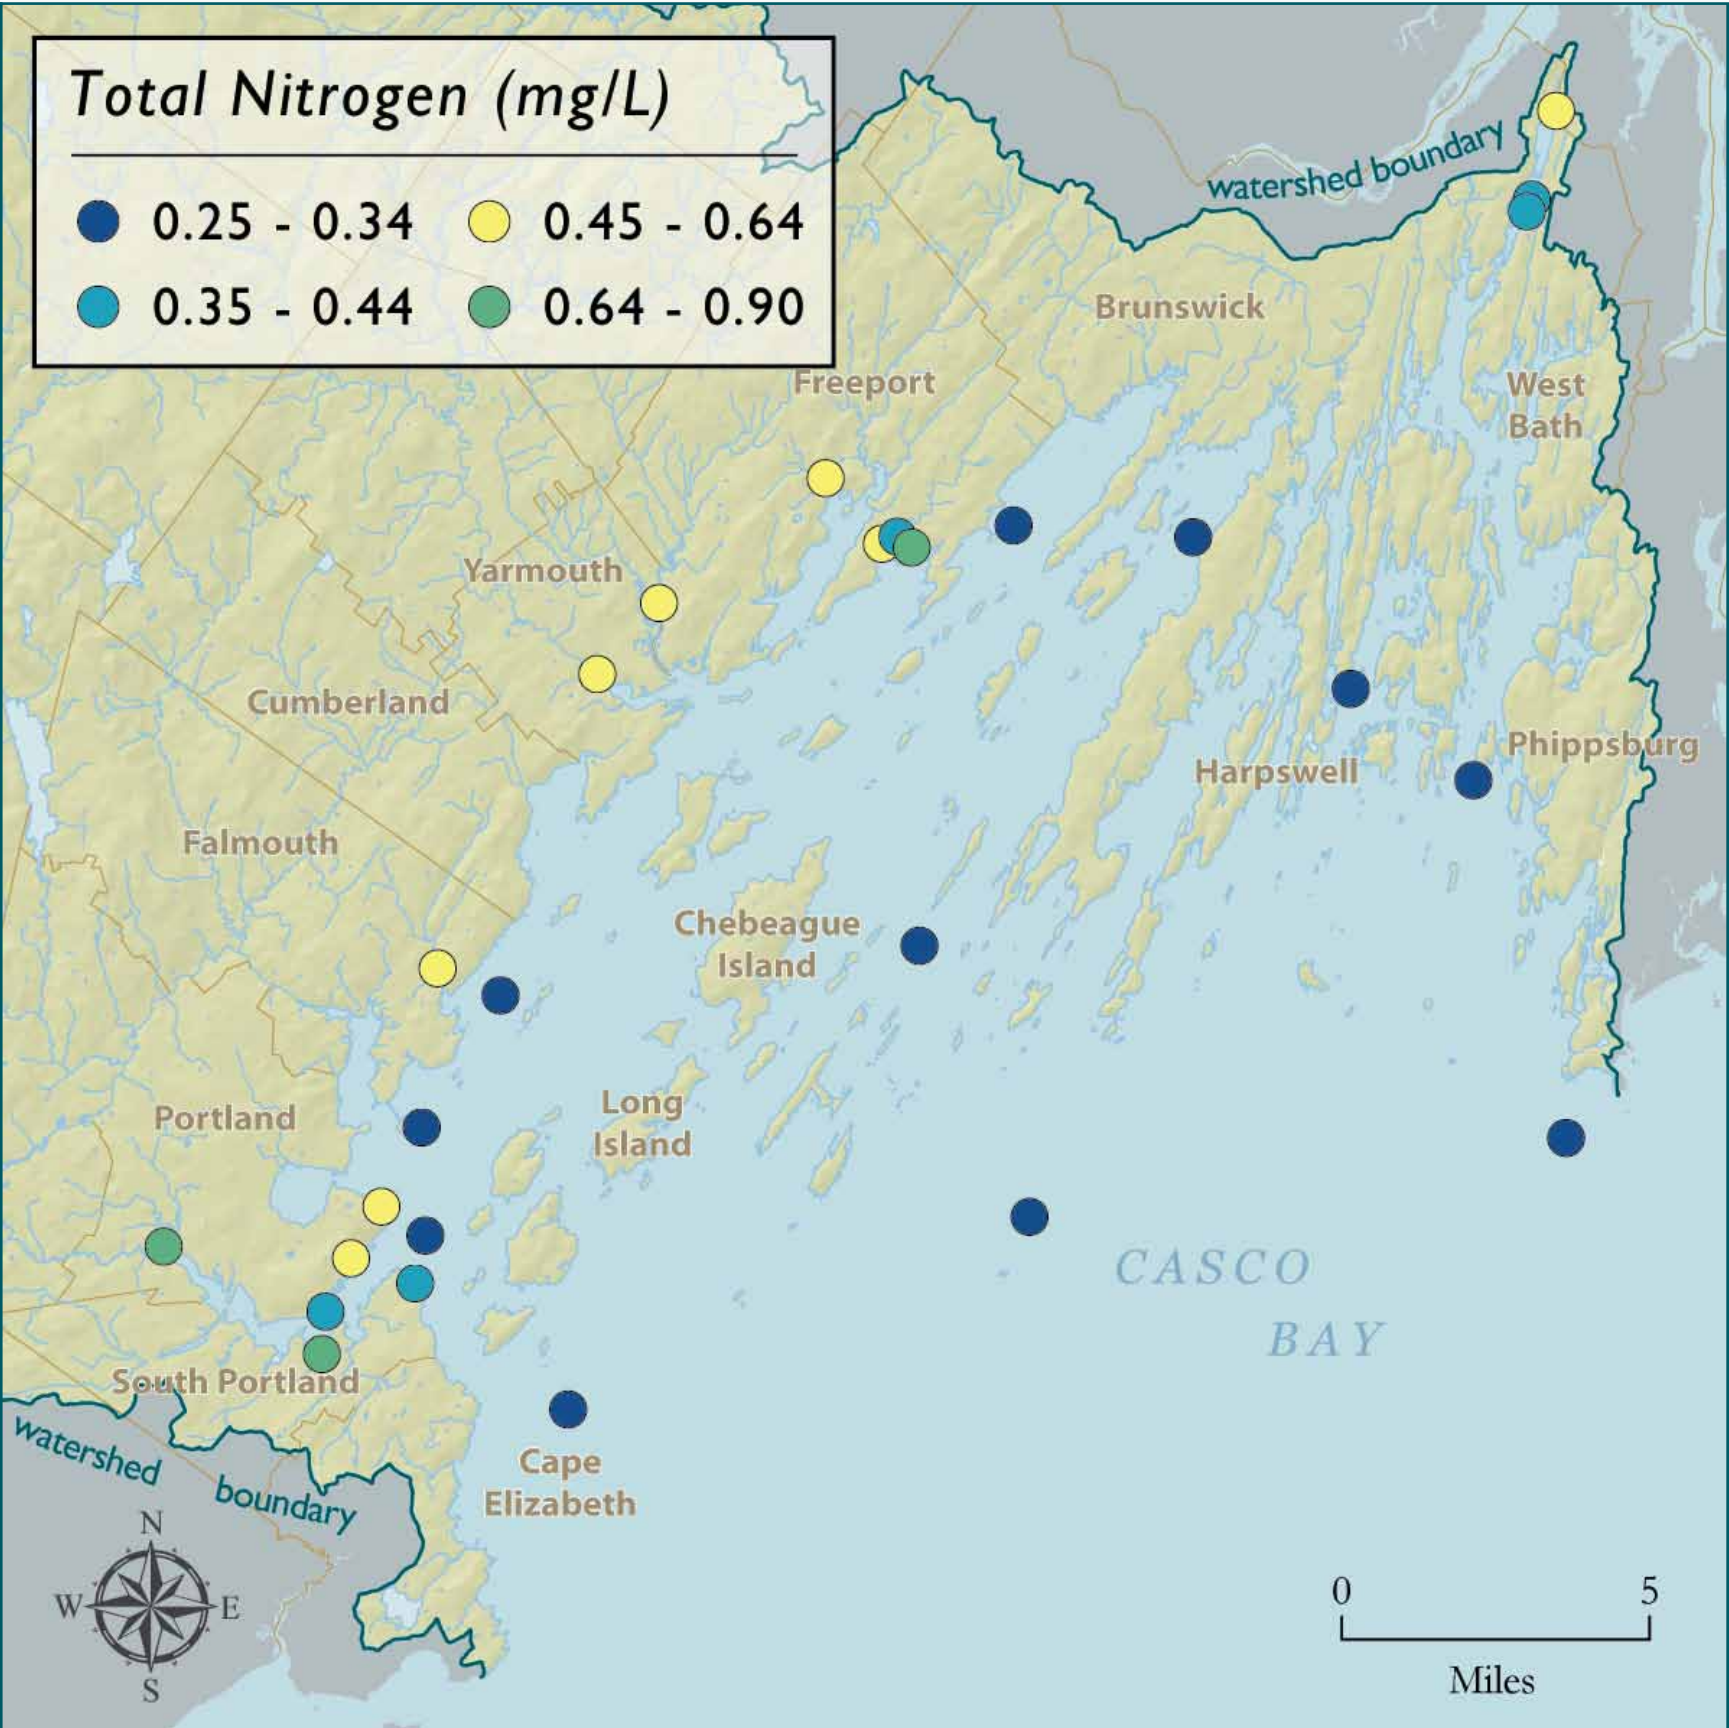 Total Nitrogen (mg/L)
0.25 - 0.34
0.45 - 0.64
0.35 - 0.44
0.64 - 0.90
watershed boundary
Brunswick
Freeport
West
Bath
Yarmouth
Cumberland
Phippsburg
Harpswell
Falmouth
Chebeague
Island
Long
Island
Portland
CASCO
BAY
South Portland
watershed boundary
Cape
Elizabeth
N
W
E
S
0
5
Miles